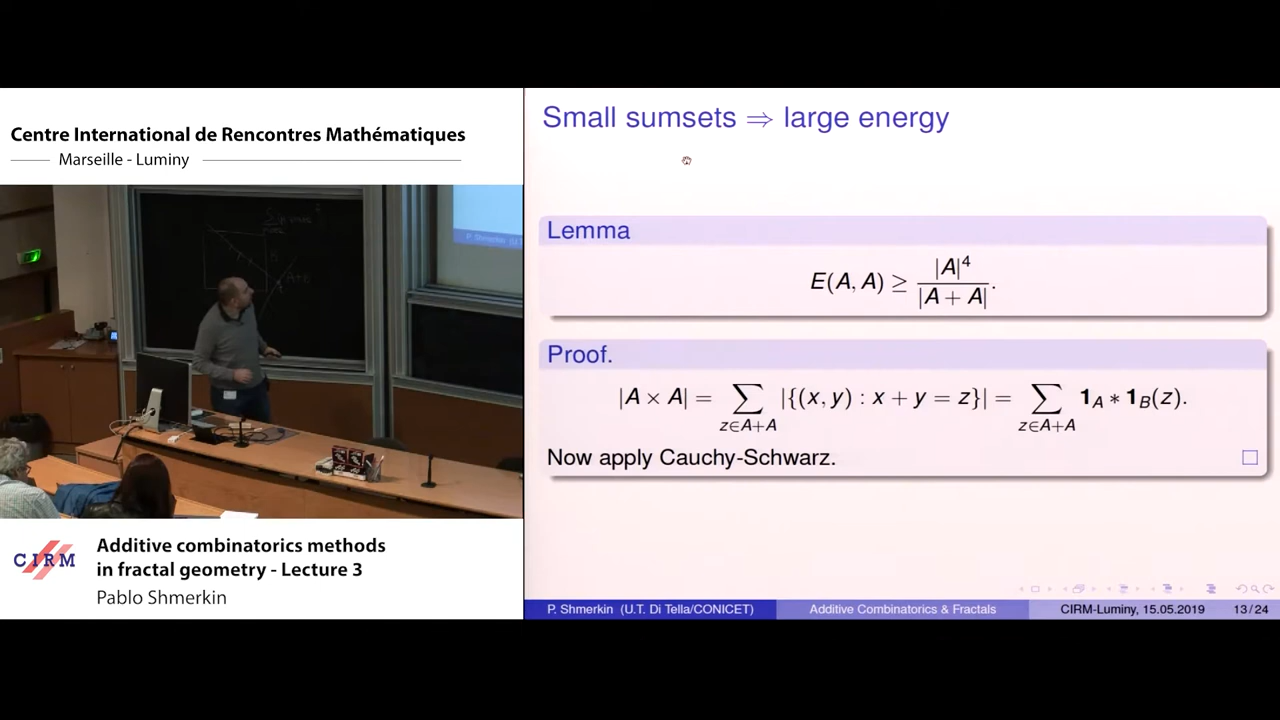 Centre International de Rencontres Mathématiques
Marseille - Luminy
P. Shmerkin (U.
CIRM
Additive combinatorics methods
in fractal geometry - Lecture 3
Pablo Shmerkin
Small sumsets ⇒ large energy
Lemma
E(A, A) ≥ |A|⁴ / |A + A|.
Proof.
|A × A| = ∑_{z∈A+A} |{(x, y) : x + y = z}| = ∑_{z∈A+A} 𝟏_A ∗ 𝟏_B(z).
Now apply Cauchy-Schwarz.
P. Shmerkin (U.T. Di Tella/CONICET)
Additive Combinatorics & Fractals
CIRM-Luminy, 15.05.2019
13 / 24